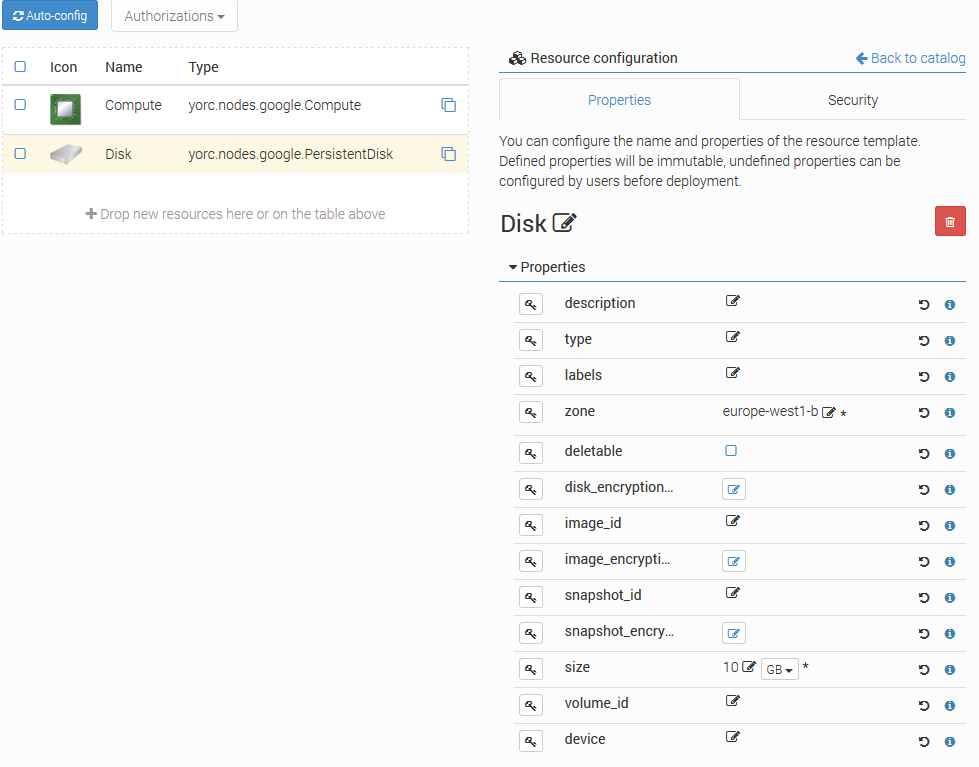 Auto-config
Authorizations
Icon Name Type
Compute yorc.nodes.google.Compute
Disk yorc.nodes.google.PersistentDisk
Drop new resources here or on the table above
Resource configuration
Back to catalog
Properties
Security
You can configure the name and properties of the resource template.
Defined properties will be immutable, undefined properties can be
configured by users before deployment.
Disk
Properties
description
type
labels
zone europe-west1-b *
deletable
disk_encryption...
image_id
image_encrypti...
snapshot_id
snapshot_encry...
size 10 GB *
volume_id
device